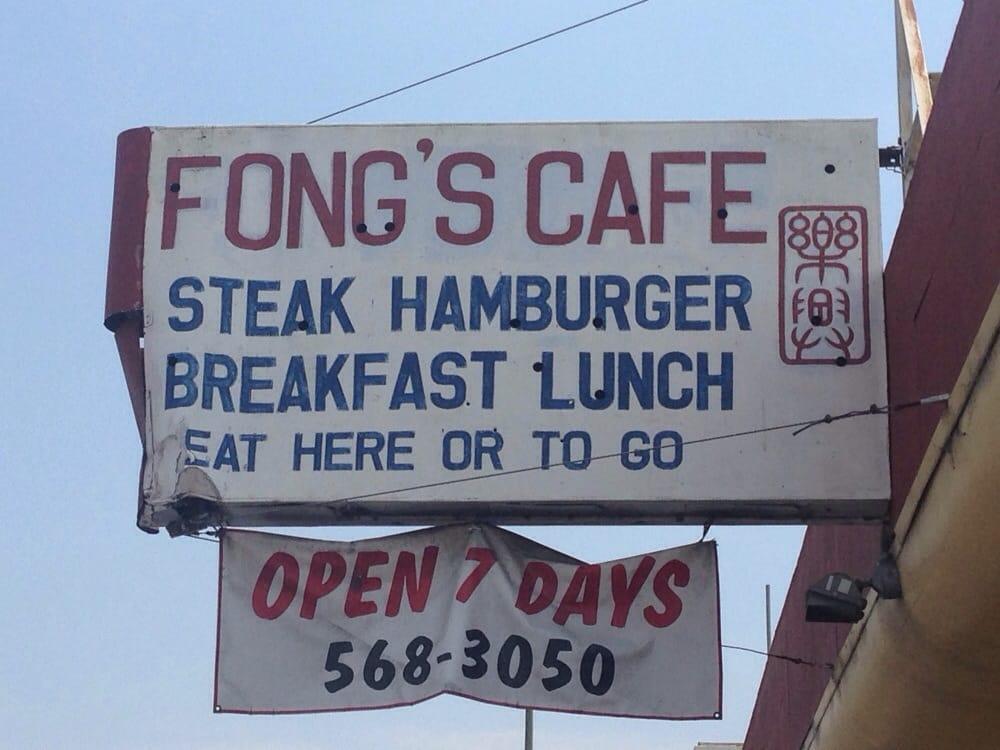 FONG'S CAFE
STEAK HAMBURGER
BREAKFAST LUNCH
EAT HERE OR TO GO
OPEN 7 DAYS
568-3050